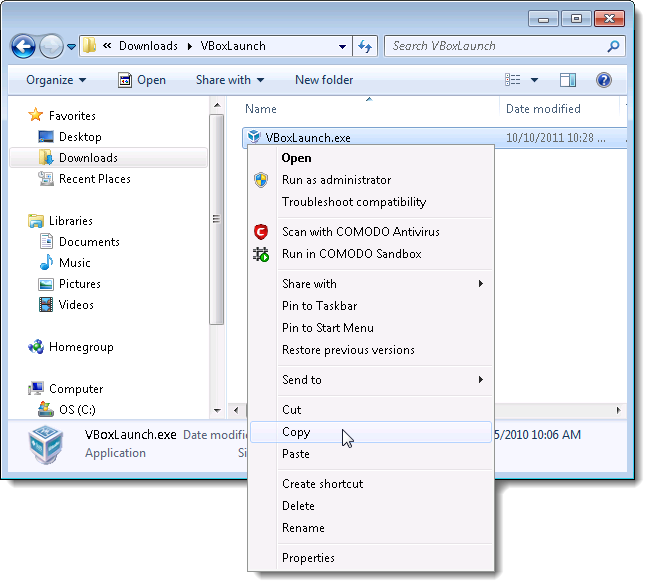 « Downloads VBoxLaunch
Search VBoxLaunch
Organize Open Share with New folder
Favorites
Desktop
Downloads
Recent Places
Libraries
Documents
Music
Pictures
Videos
Homegroup
Computer
OS (C:)
Name Date modified
VBoxLaunch.exe 10/10/2011 10:28 ...
Open
Run as administrator
Troubleshoot compatibility
Scan with COMODO Antivirus
Run in COMODO Sandbox
Share with
Pin to Taskbar
Pin to Start Menu
Restore previous versions
Send to
Cut
Copy
Paste
Create shortcut
Delete
Rename
Properties
VBoxLaunch.exe Date modifi 5/2010 10:06 AM
Application Si